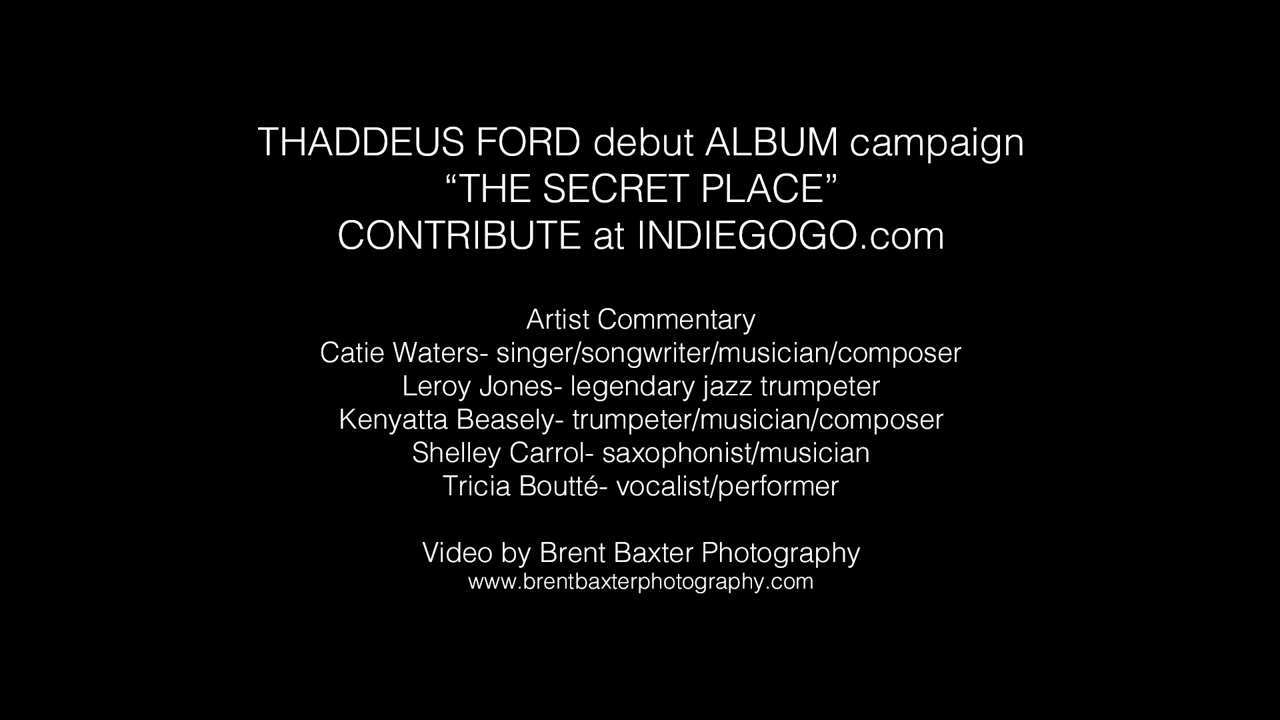 THADDEUS FORD debut ALBUM campaign
“THE SECRET PLACE”
CONTRIBUTE at INDIEGOGO.com
Artist Commentary
Catie Waters- singer/songwriter/musician/composer
Leroy Jones- legendary jazz trumpeter
Kenyatta Beasely- trumpeter/musician/composer
Shelley Carrol- saxophonist/musician
Tricia Boutté- vocalist/performer
Video by Brent Baxter Photography
www.brentbaxterphotography.com